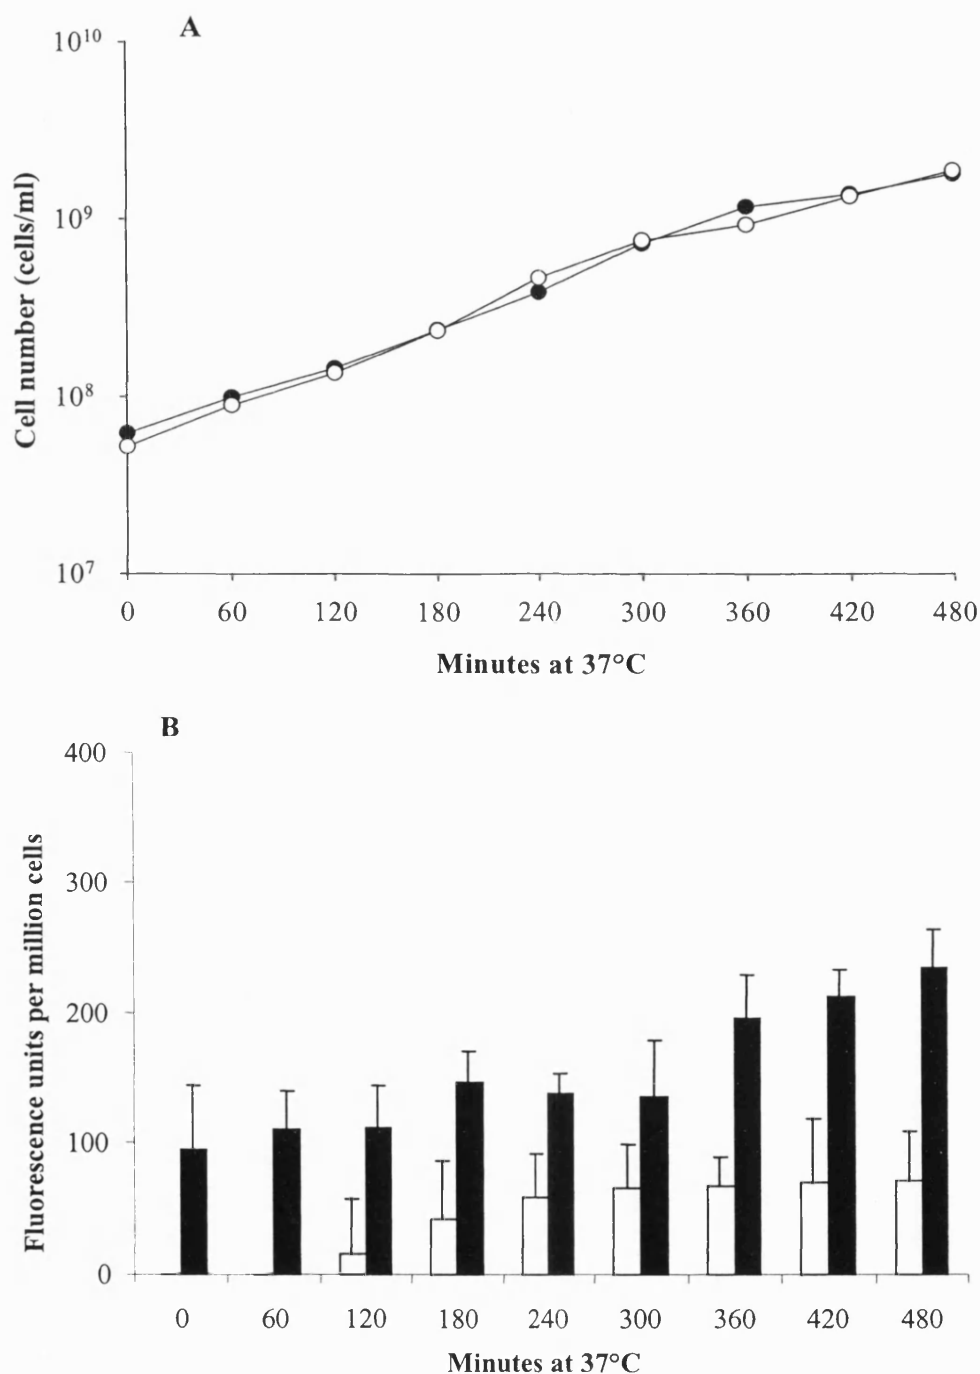 A
10¹⁰
10⁹
10⁸
10⁷
Cell number (cells/ml)
0 60 120 180 240 300 360 420 480
Minutes at 37°C
B
400
300
200
100
0
Fluorescence units per million cells
0 60 120 180 240 300 360 420 480
Minutes at 37°C